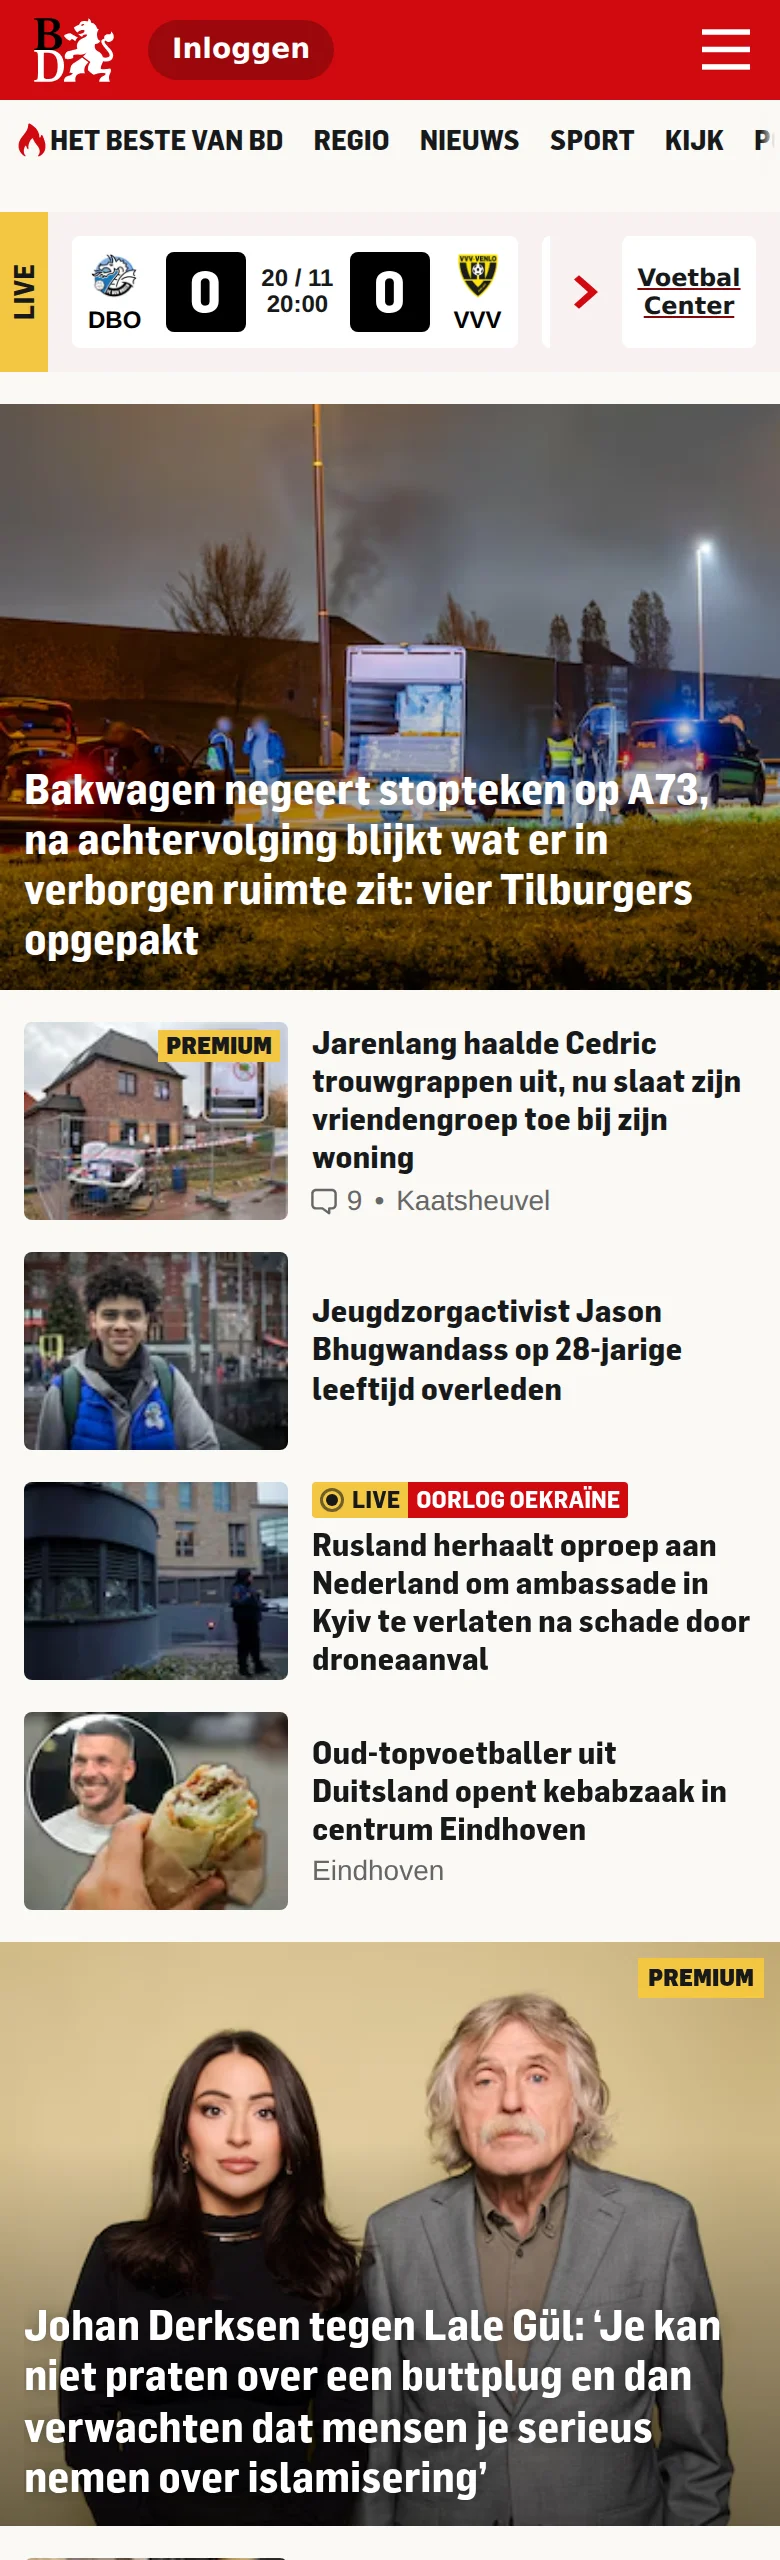 BD
Inloggen
HET BESTE VAN BD REGIO NIEUWS SPORT KIJK
LIVE
DBO
0
20 / 11
20:00
0
VVV VENLO
VVV
Voetbal
Center
Bakwagen negeert stopteken op A73,
na achtervolging blijkt wat er in
verborgen ruimte zit: vier Tilburgers
opgepakt
PREMIUM
Jarenlang haalde Cedric
trouwgrappen uit, nu slaat zijn
vriendengroep toe bij zijn
woning
9 • Kaatsheuvel
Jeugdzorgactivist Jason
Bhugwandass op 28-jarige
leeftijd overleden
LIVE OORLOG OEKRAÏNE
Rusland herhaalt oproep aan
Nederland om ambassade in
Kyiv te verlaten na schade door
droneaanval
Oud-topvoetballer uit
Duitsland opent kebabzaak in
centrum Eindhoven
Eindhoven
PREMIUM
Johan Derksen tegen Lale Gül: ‘Je kan
niet praten over een buttplug en dan
verwachten dat mensen je serieus
nemen over islamisering’